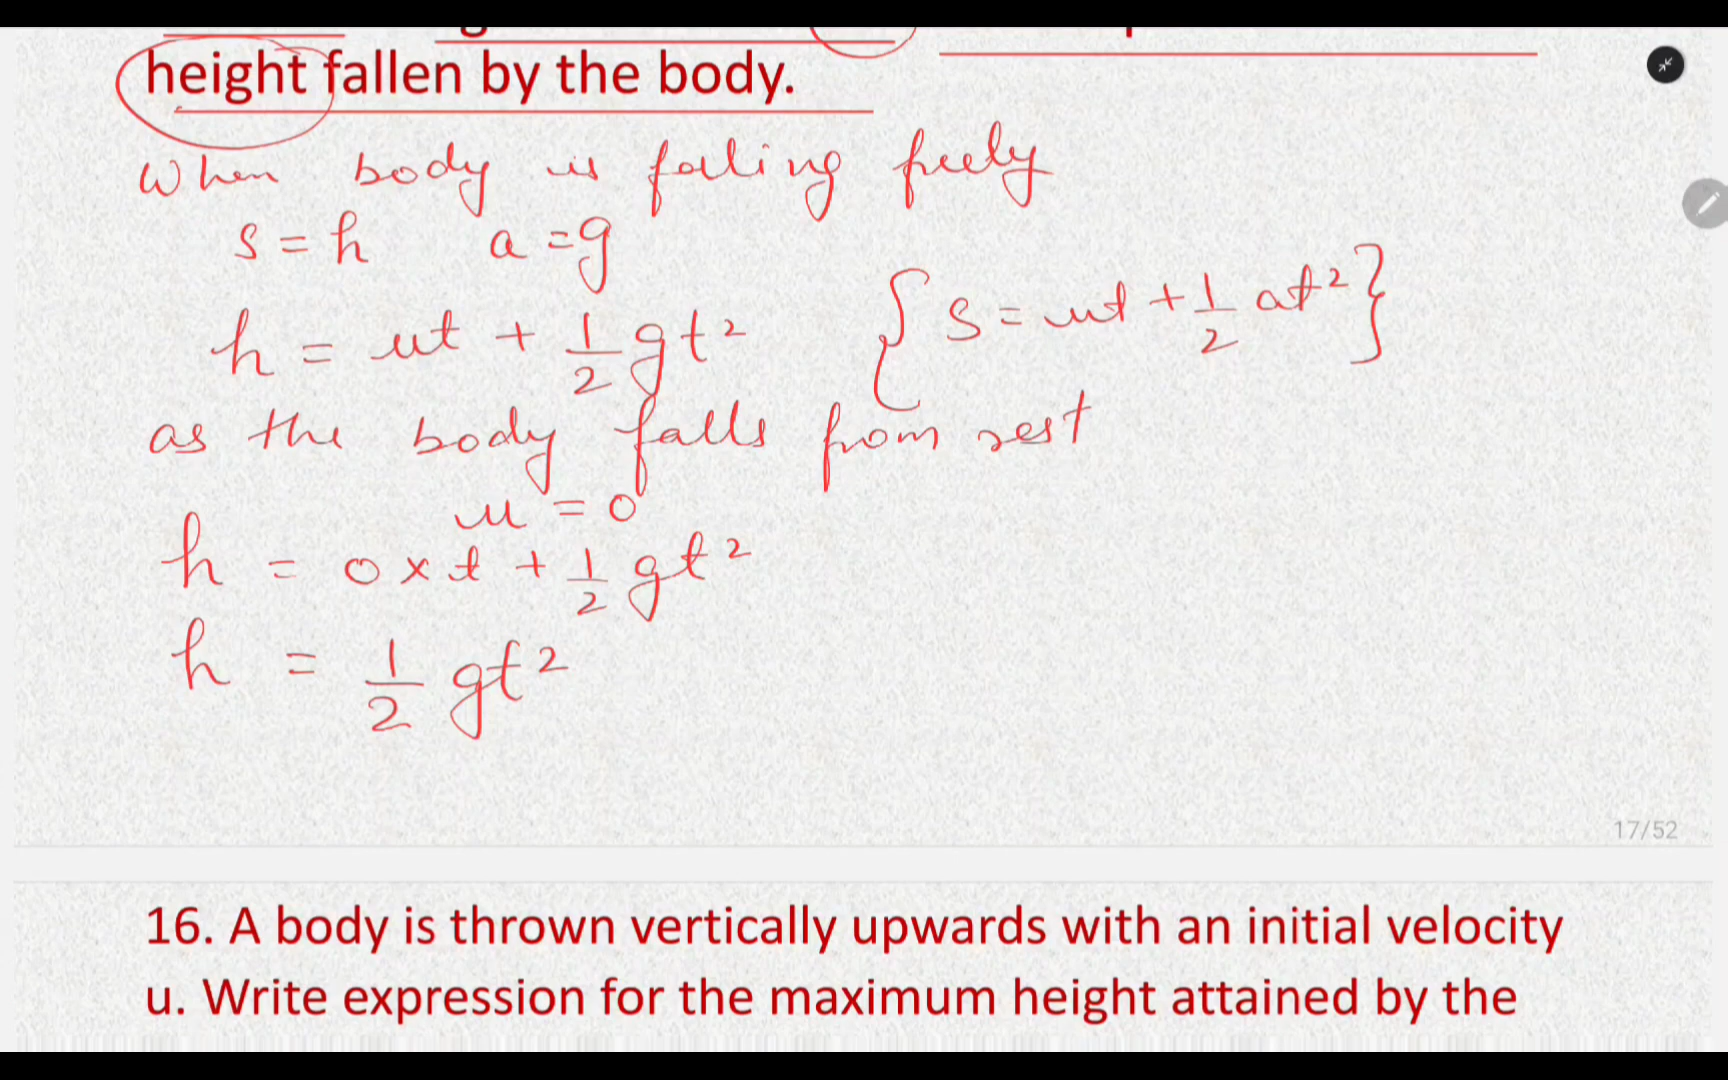 height fallen by the body.
When body is falling freely
s = h a = g
h = ut + 1/2 gt² { s = ut + 1/2 at² }
as the body falls from rest
u = 0
h = 0 × t + 1/2 gt²
h = 1/2 gt²
17/52
16. A body is thrown vertically upwards with an initial velocity
u. Write expression for the maximum height attained by the